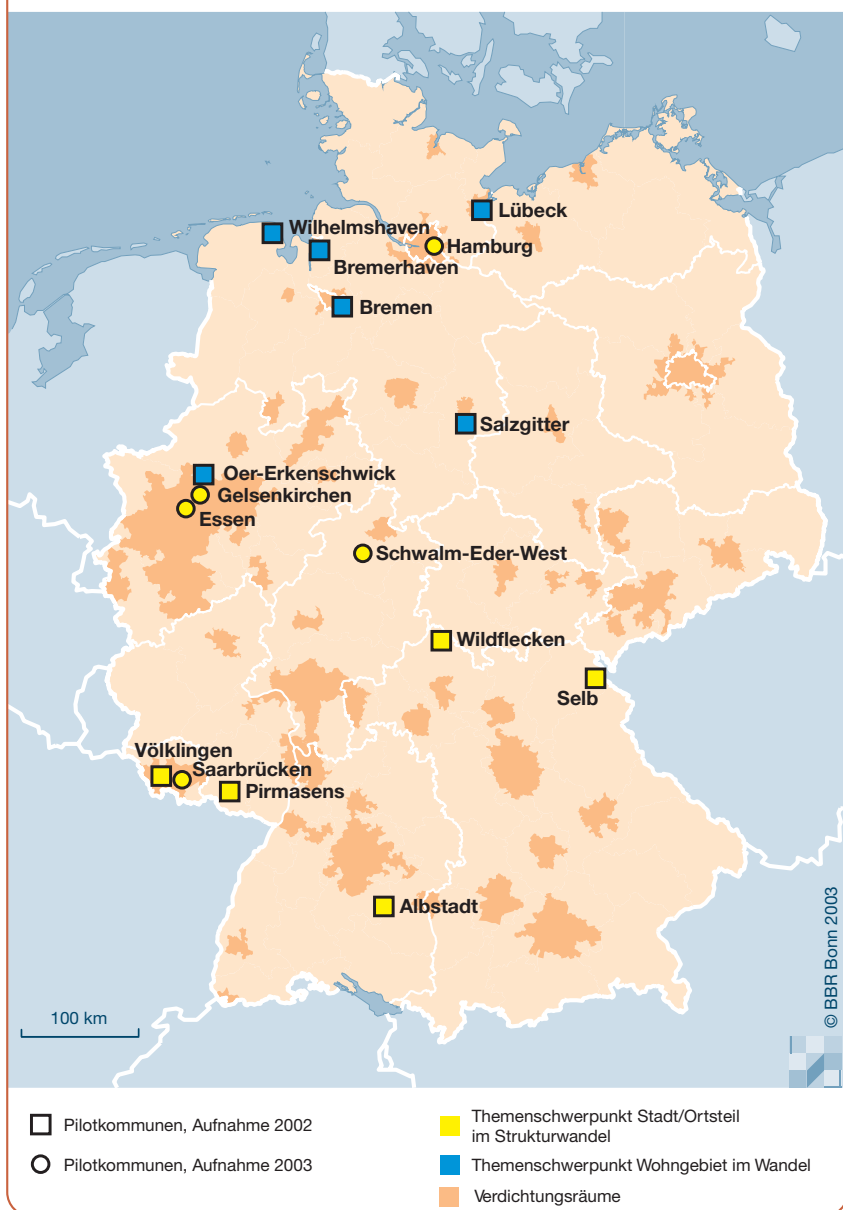 Lübeck
Wilhelmshaven
Hamburg
Bremerhaven
Bremen
Salzgitter
Oer-Erkenschwick
Gelsenkirchen
Essen
Schwalm-Eder-West
Wildflecken
Selb
Völklingen
Saarbrücken
Pirmasens
Albstadt
100 km
© BBR Bonn 2003
Pilotkommunen, Aufnahme 2002
Pilotkommunen, Aufnahme 2003
Themenschwerpunkt Stadt/Ortsteil
im Strukturwandel
Themenschwerpunkt Wohngebiet im Wandel
Verdichtungsräume